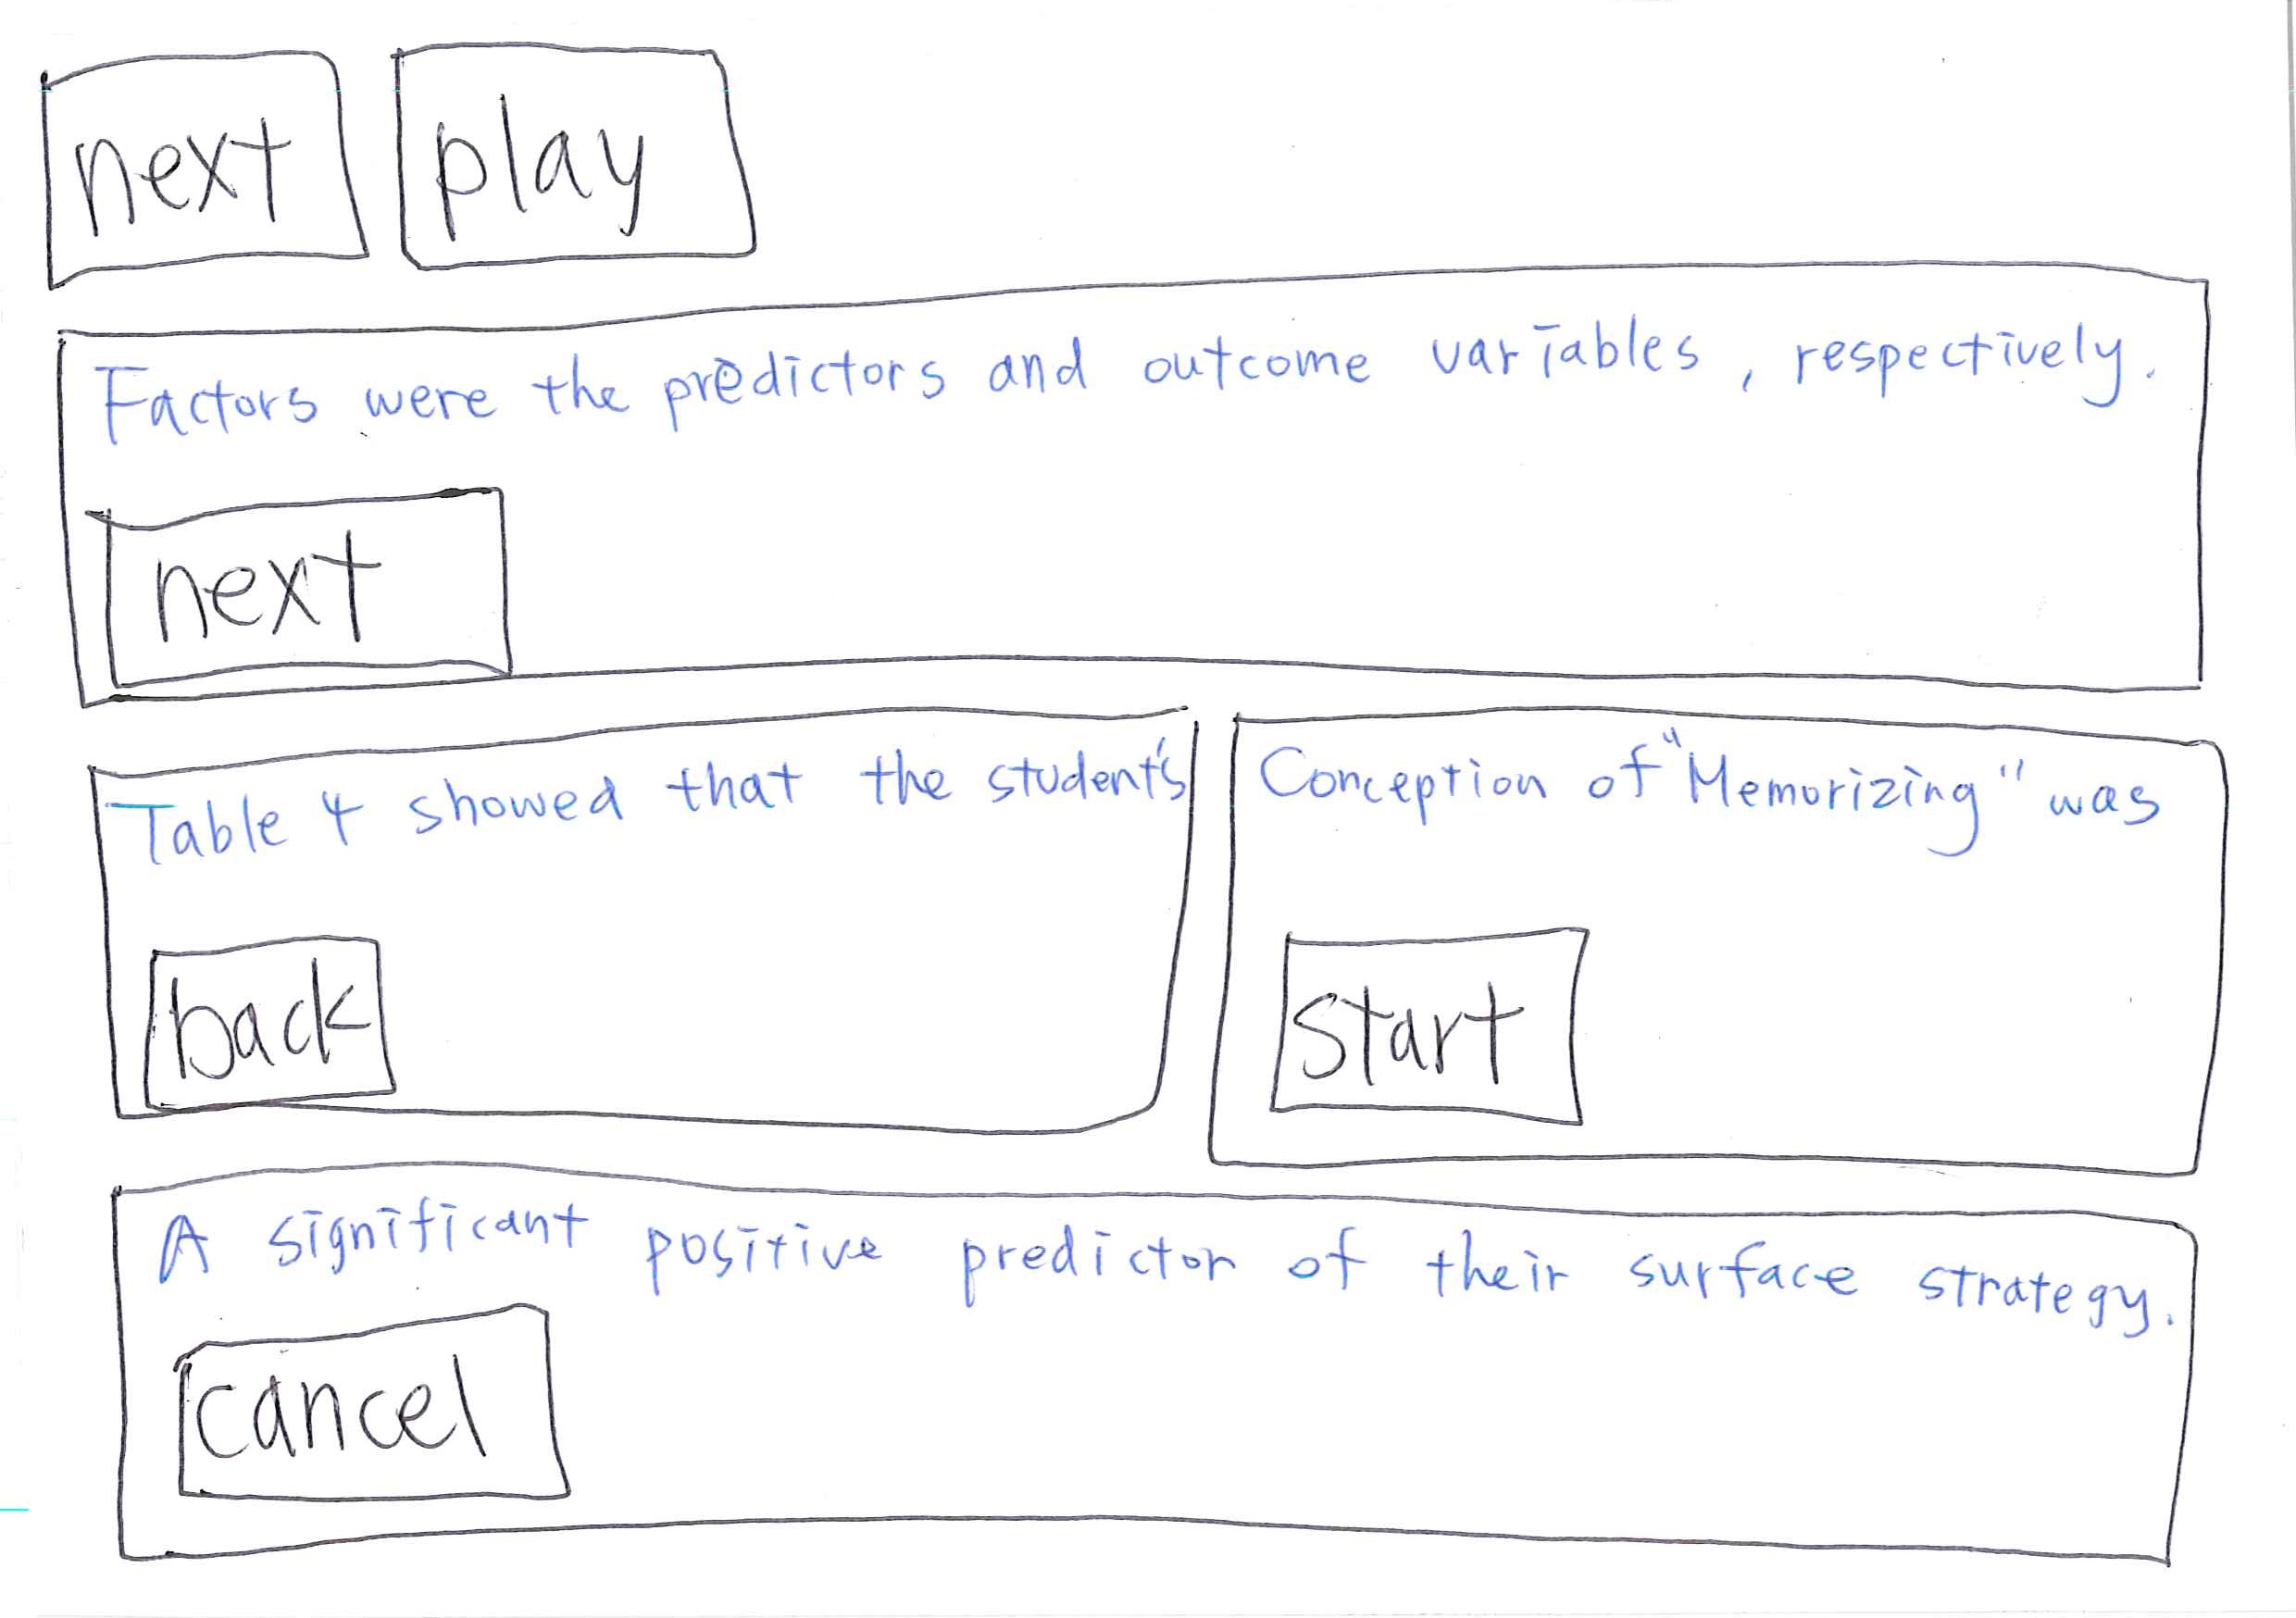 next
play
Factors were the predictors and outcome variables, respectively.
next
Table 4 showed that the student's
back
Conception of "Memorizing" was
start
A significant positive predictor of their surface strategy.
cancel